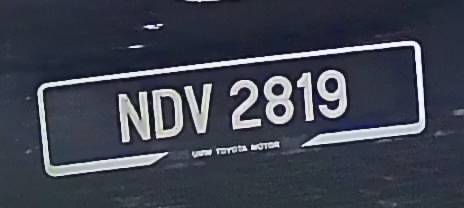 NDV 2819
UMW TOYOTA MOTOR